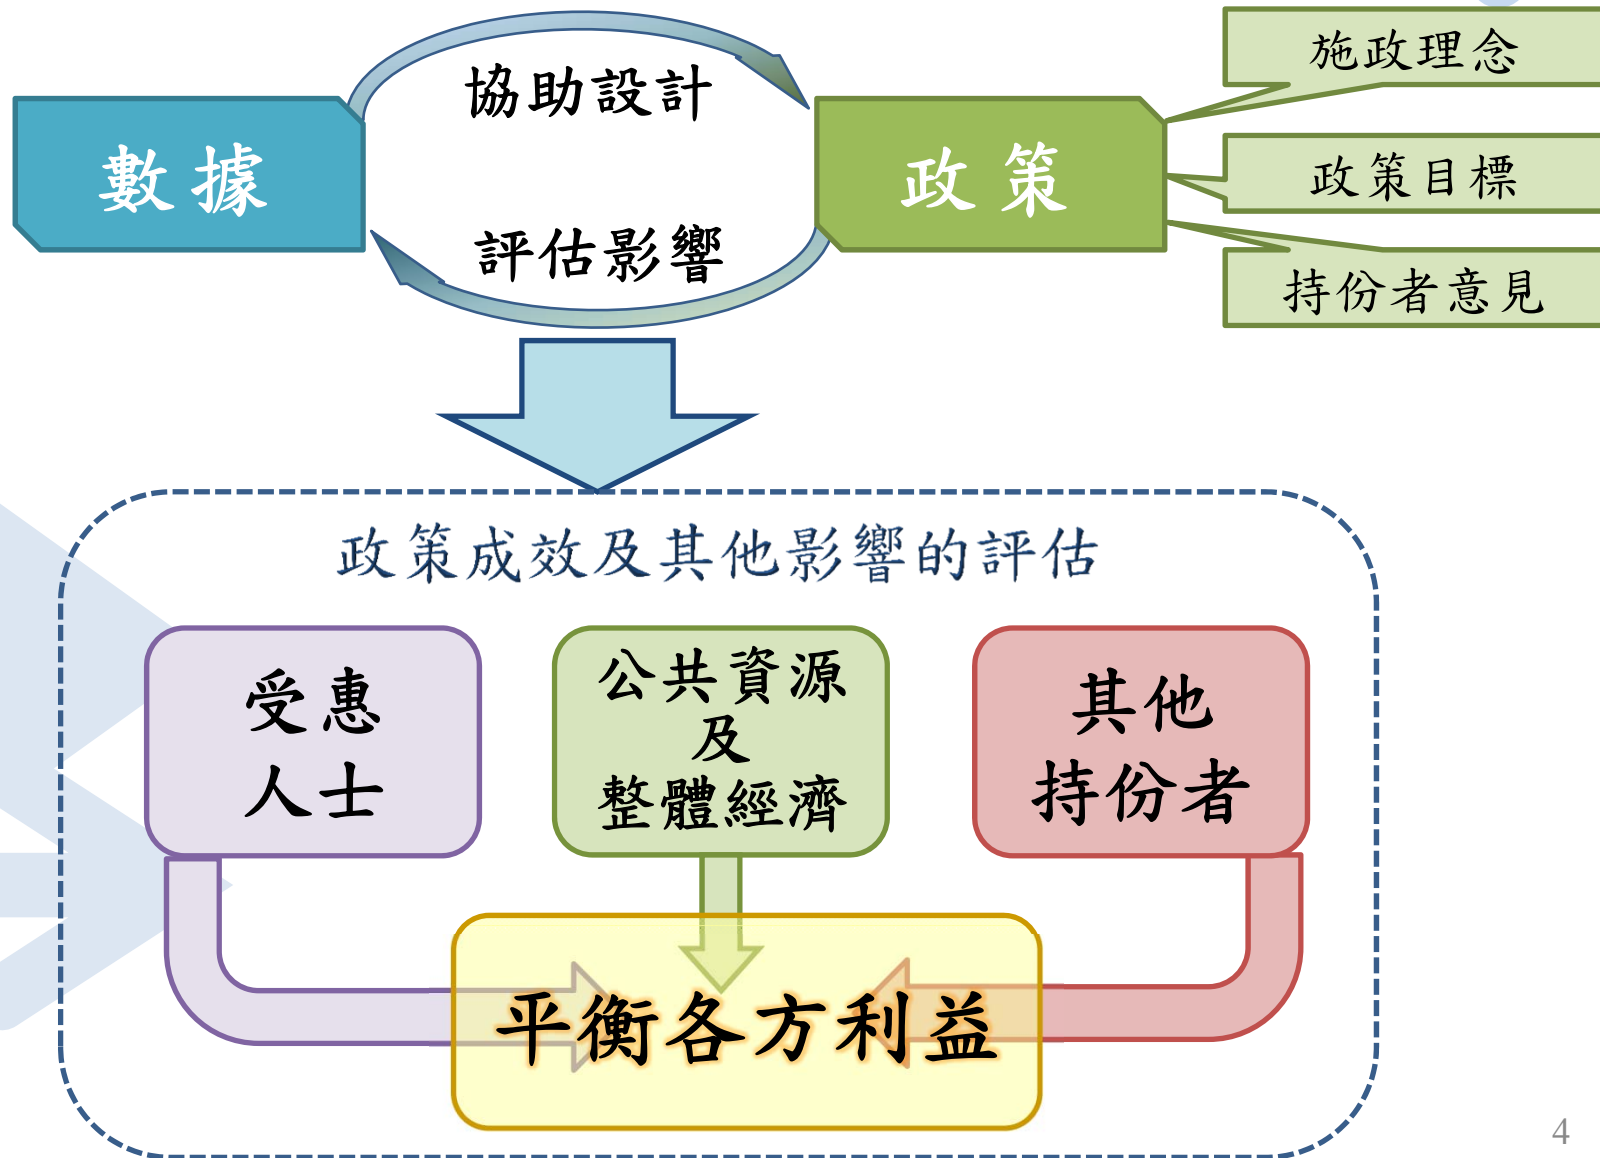 協助設計
數據
政策
評估影響
施政理念
政策目標
持份者意見
政策成效及其他影響的評估
受惠
人士
公共資源
及
整體經濟
其他
持份者
平衡各方利益
4